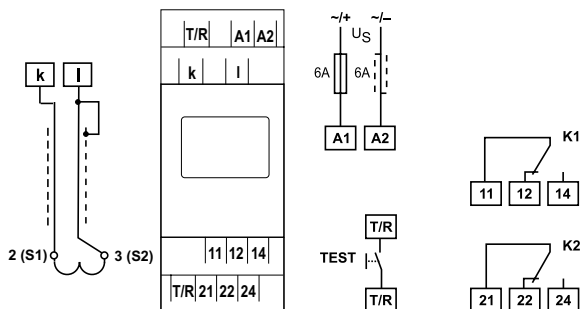 k l
2 (S1) 3 (S2)
T/R A1 A2
k l
11 12 14
T/R 21 22 24
~/+ ~/–
US
6A 6A
A1 A2
T/R
TEST
T/R
K1
11 12 14
K2
21 22 24